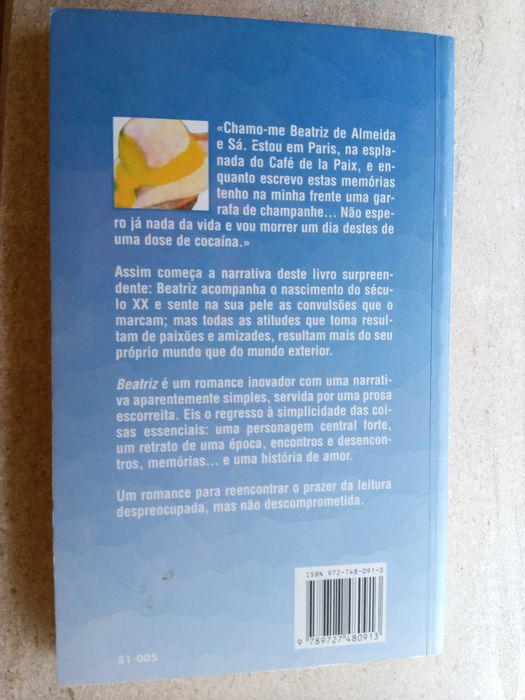 «Chamo-me Beatriz de Almeida
e Sá. Estou em Paris, na espla-
nada do Café de la Paix, e en-
quanto escrevo estas memórias
tenho na minha frente uma gar-
rafa de champanhe... Não espe-
ro já nada da vida e vou morrer um dia destes de
uma dose de cocaína.»
Assim começa a narrativa deste livro surpreen-
dente: Beatriz acompanha o nascimento do sécu-
lo XX e sente na sua pele as convulsões que o
marcam; mas todas as atitudes que toma resul-
tam de paixões e amizades, resultam mais do seu
próprio mundo que do mundo exterior.
Beatriz é um romance inovador com uma narrati-
va aparentemente simples, servida por uma prosa
escorreita. Eis o regresso à simplicidade das coi-
sas essenciais: uma personagem central forte,
um retrato de uma época, encontros e desencon-
tros, memórias... e uma história de amor.
Um romance para reencontrar o prazer da leitura
despreocupada, mas não descomprometida.
ISBN 972-748-091-0
9 789727 480913
51-005